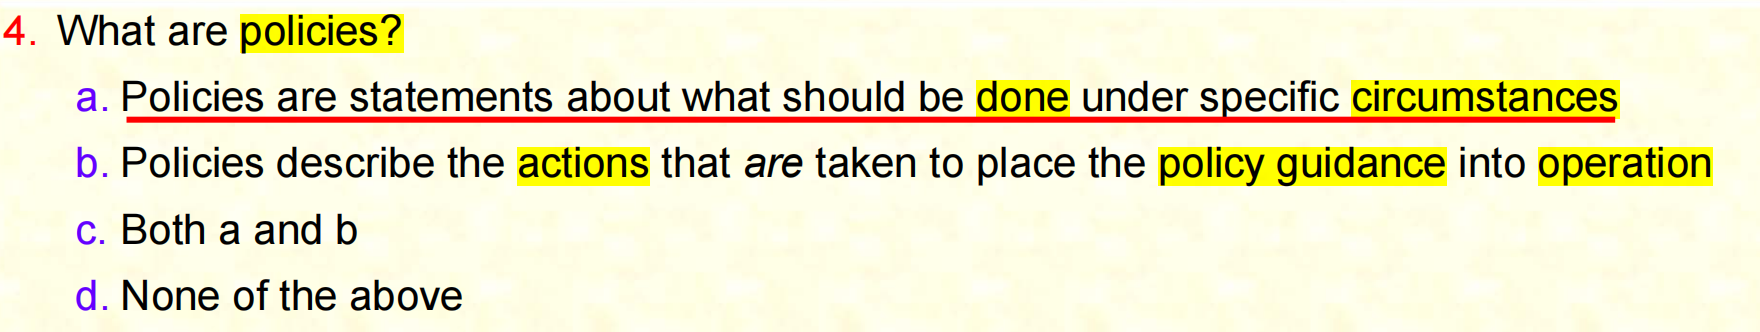 4. What are policies?
a. Policies are statements about what should be done under specific circumstances
b. Policies describe the actions that are taken to place the policy guidance into operation
c. Both a and b
d. None of the above